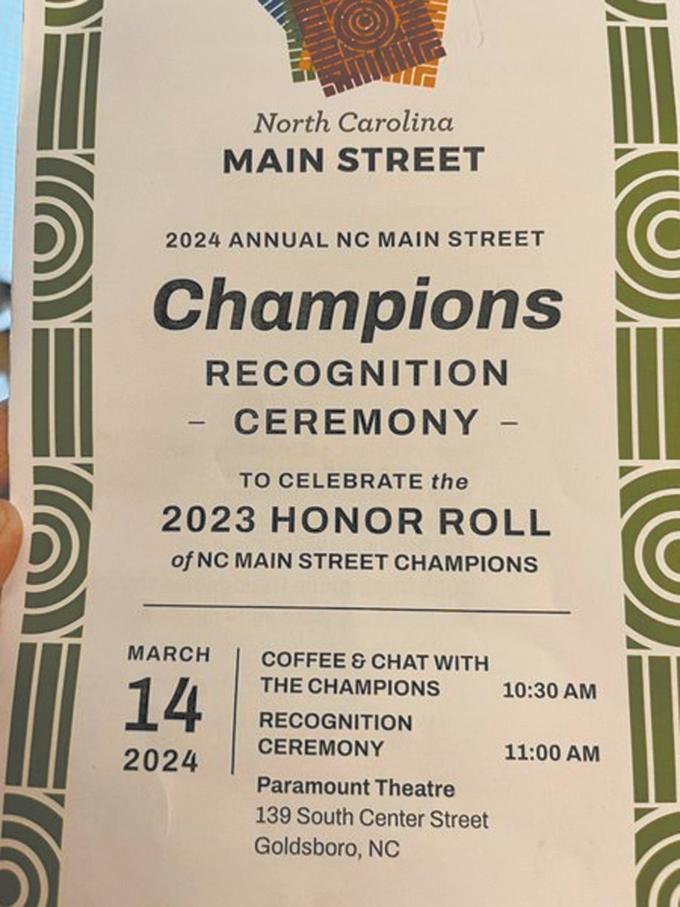 North Carolina
MAIN STREET
2024 ANNUAL NC MAIN STREET
Champions
RECOGNITION
– CEREMONY –
TO CELEBRATE the
2023 HONOR ROLL
of NC MAIN STREET CHAMPIONS
MARCH
14
2024
COFFEE & CHAT WITH
THE CHAMPIONS 10:30 AM
RECOGNITION
CEREMONY 11:00 AM
Paramount Theatre
139 South Center Street
Goldsboro, NC